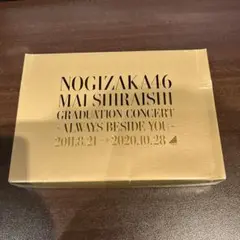 NOGIZAKA46
MAI SHIRAISHI
GRADUATION CONCERT
~ALWAYS BESIDE YOU~
2011.8.21→2020.10.28